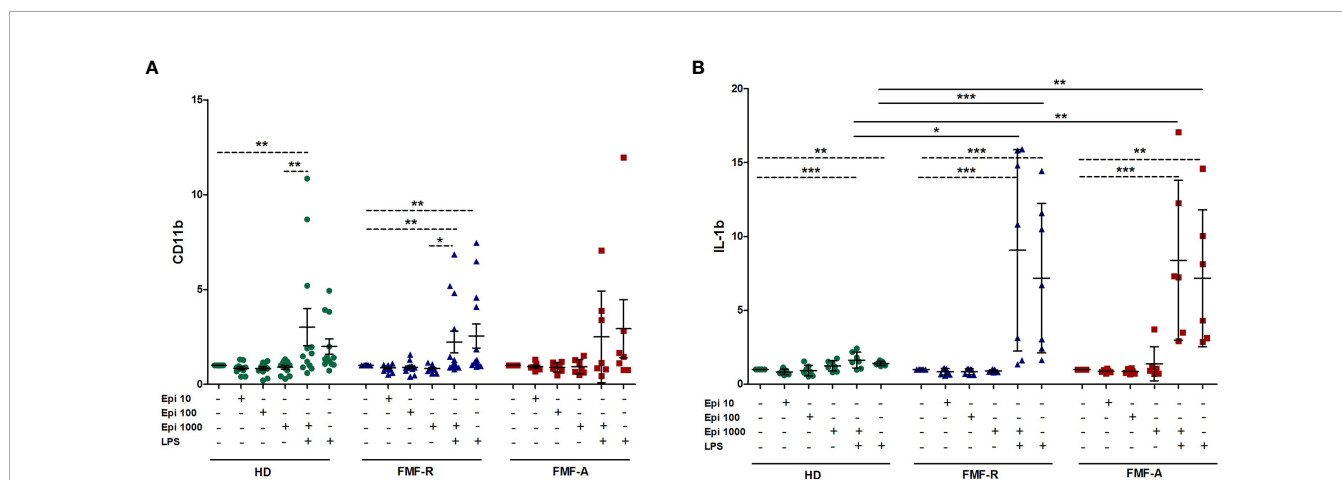 A
15
10
5
0
CD11b
**
**
**
**
*
Epi 10 - + - - - - - + - - - - - + - - - -
Epi 100 - - + - - - - - + - - - - - + - - -
Epi 1000 - - - + + - - - - + + - - - - + + -
LPS - - - - + + - - - - + + - - - - + +
HD FMF-R FMF-A
B
20
15
10
5
0
IL-1b
**
***
**
*
** *** **
*** *** ***
Epi 10 - + - - - - - + - - - - - + - - - -
Epi 100 - - + - - - - - + - - - - - + - - -
Epi 1000 - - - + + - - - - + + - - - - + + -
LPS - - - - + + - - - - + + - - - - + +
HD FMF-R FMF-A